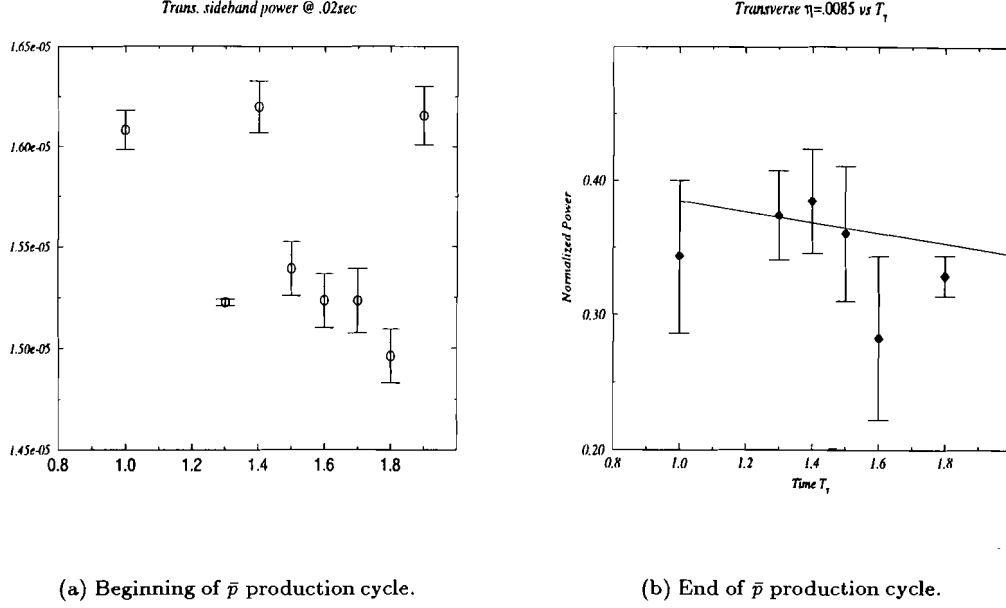 Trans. sideband power @ .02sec
1.65e-05
1.60e-05
1.55e-05
1.50e-05
1.45e-05
0.8 1.0 1.2 1.4 1.6 1.8
Transverse η=.0085 vs Tγ
Normalized Power
0.40
0.30
0.20
0.8 1.0 1.2 1.4 1.6 1.8
Time Tγ
(a) Beginning of p̄ production cycle.
(b) End of p̄ production cycle.